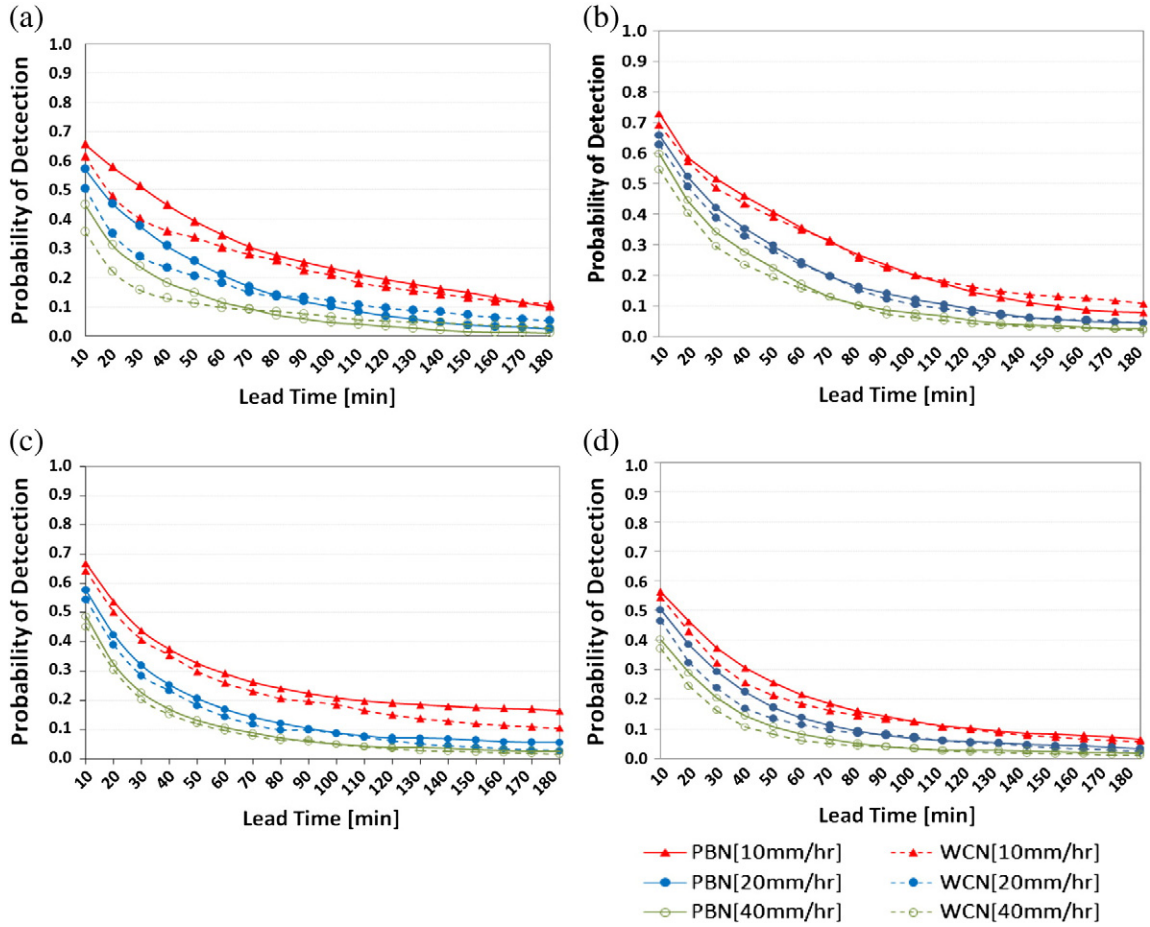 (a)
Probability of Detcection
1.0
0.9
0.8
0.7
0.6
0.5
0.4
0.3
0.2
0.1
0.0
10 20 30 40 50 60 70 80 90 100 110 120 130 140 150 160 170 180
Lead Time [min]
(b)
Probability of Detection
1.0
0.9
0.8
0.7
0.6
0.5
0.4
0.3
0.2
0.1
0.0
10 20 30 40 50 60 70 80 90 100 110 120 130 140 150 160 170 180
Lead Time [min]
(c)
Probability of Detcection
1.0
0.9
0.8
0.7
0.6
0.5
0.4
0.3
0.2
0.1
0.0
10 20 30 40 50 60 70 80 90 100 110 120 130 140 150 160 170 180
Lead Time [min]
(d)
Probability of Detcection
1.0
0.9
0.8
0.7
0.6
0.5
0.4
0.3
0.2
0.1
0.0
10 20 30 40 50 60 70 80 90 100 110 120 130 140 150 160 170 180
Lead Time [min]
PBN[10mm/hr] WCN[10mm/hr]
PBN[20mm/hr] WCN[20mm/hr]
PBN[40mm/hr] WCN[40mm/hr]